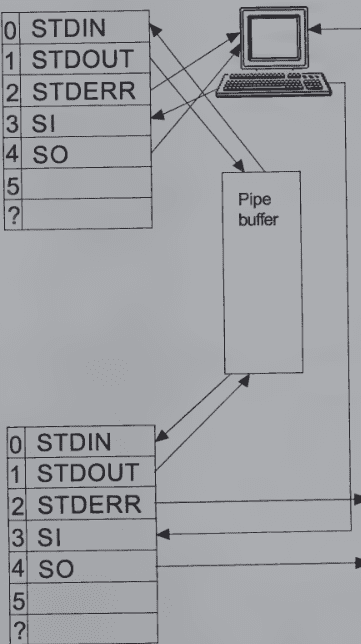 0 STDIN
1 STDOUT
2 STDERR
3 SI
4 SO
5
?
Pipe
buffer
0 STDIN
1 STDOUT
2 STDERR
3 SI
4 SO
5
?